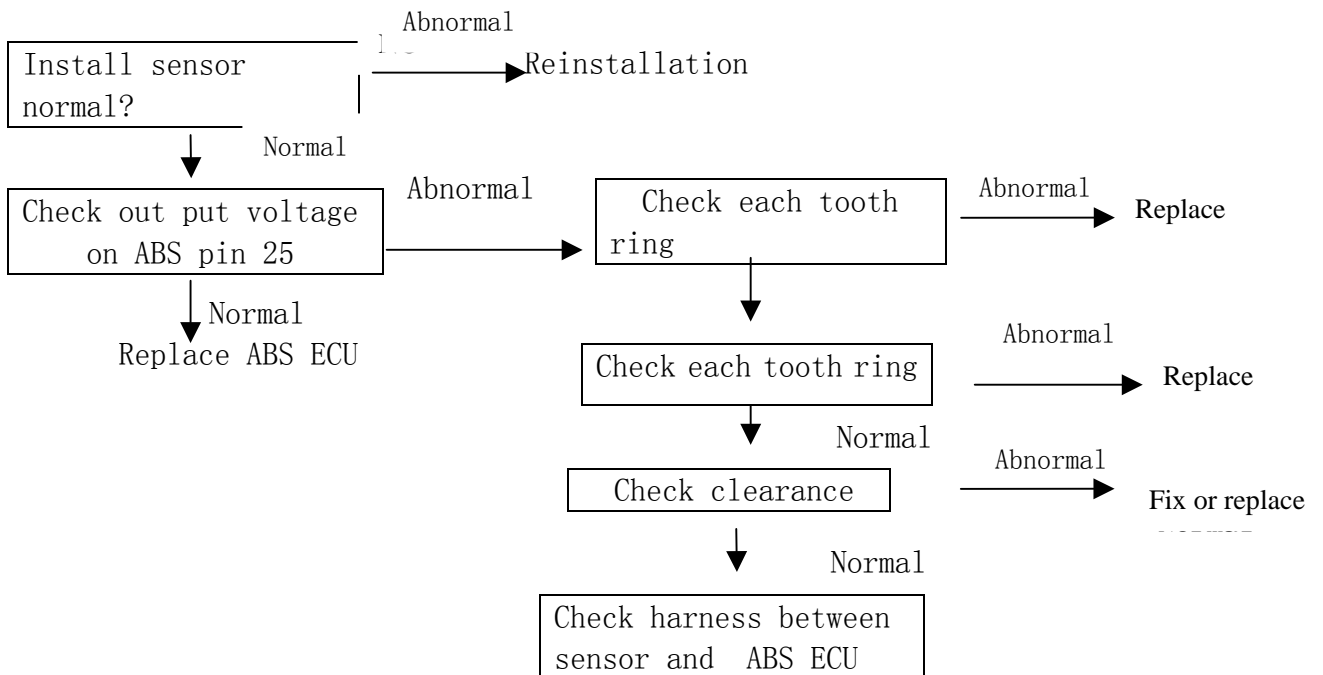 Abnormal
Install sensor
normal?
Reinstallation
Normal
Check out put voltage
on ABS pin 25
Abnormal
Check each tooth
ring
Abnormal
Replace
Normal
Replace ABS ECU
Check each tooth ring
Abnormal
Replace
Normal
Check clearance
Abnormal
Fix or replace
Normal
Check harness between
sensor and ABS ECU